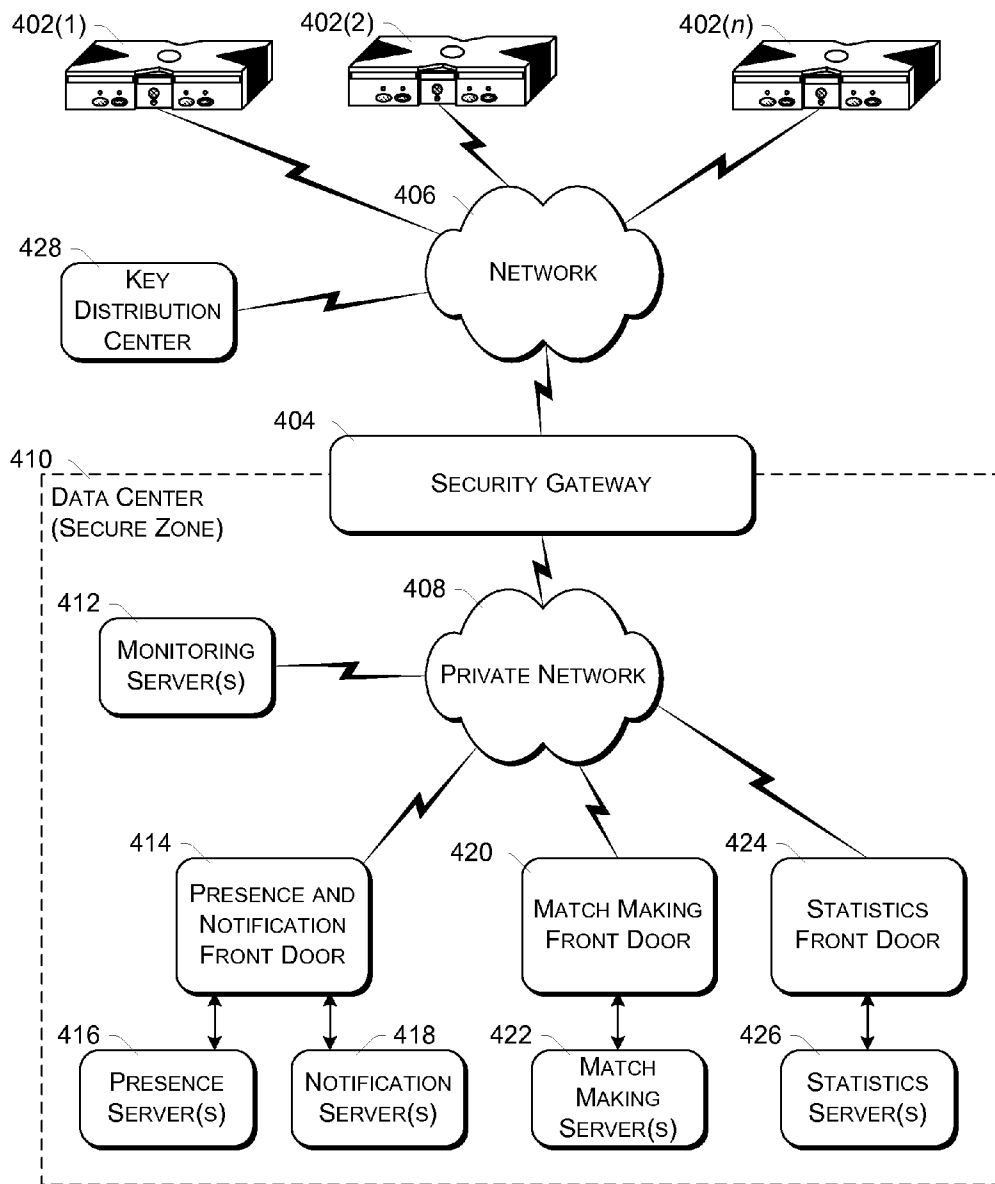 402(1)
402(2)
402(n)
406
NETWORK
428
KEY
DISTRIBUTION
CENTER
404
SECURITY GATEWAY
410
DATA CENTER
(SECURE ZONE)
408
PRIVATE NETWORK
412
MONITORING
SERVER(S)
414
PRESENCE AND
NOTIFICATION
FRONT DOOR
420
MATCH MAKING
FRONT DOOR
424
STATISTICS
FRONT DOOR
416
PRESENCE
SERVER(S)
418
NOTIFICATION
SERVER(S)
422
MATCH
MAKING
SERVER(S)
426
STATISTICS
SERVER(S)